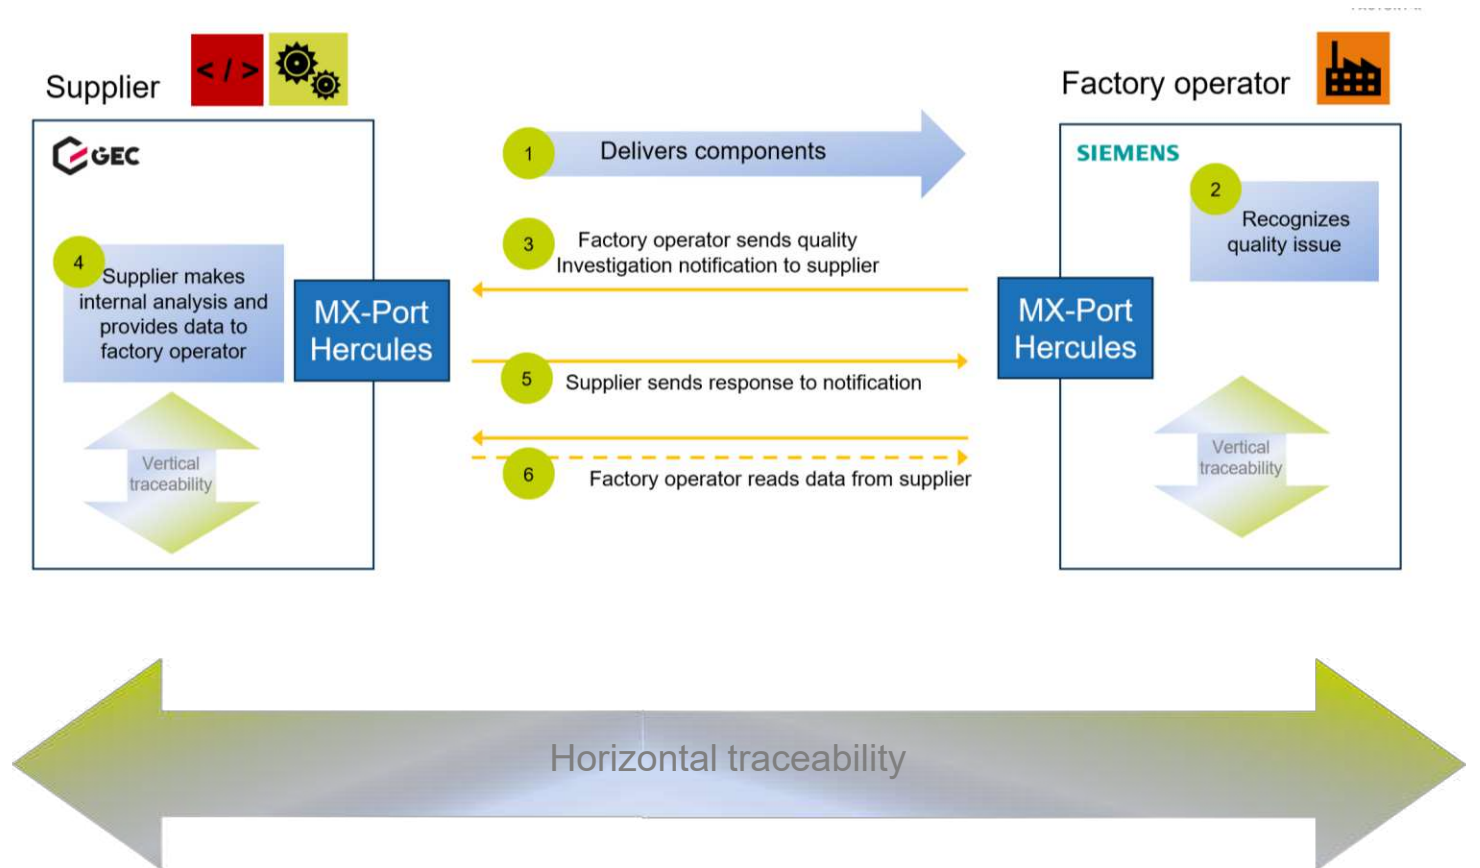 Supplier
</>
Factory operator
GEC
SIEMENS
1
Delivers components
2
Recognizes
quality issue
3
Factory operator sends quality
Investigation notification to supplier
4
Supplier makes
internal analysis and
provides data to
factory operator
MX-Port
Hercules
MX-Port
Hercules
5
Supplier sends response to notification
6
Factory operator reads data from supplier
Vertical
traceability
Vertical
traceability
Horizontal traceability